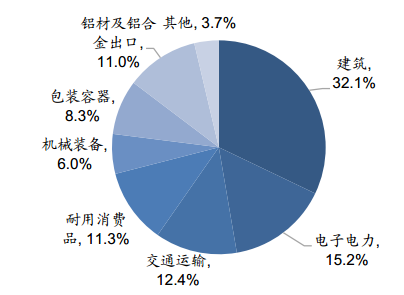 铝材及铝合
金出口,
11.0%
其他, 3.7%
建筑,
32.1%
包装容器,
8.3%
机械装备,
6.0%
耐用消费
品, 11.3%
交通运输,
12.4%
电子电力,
15.2%